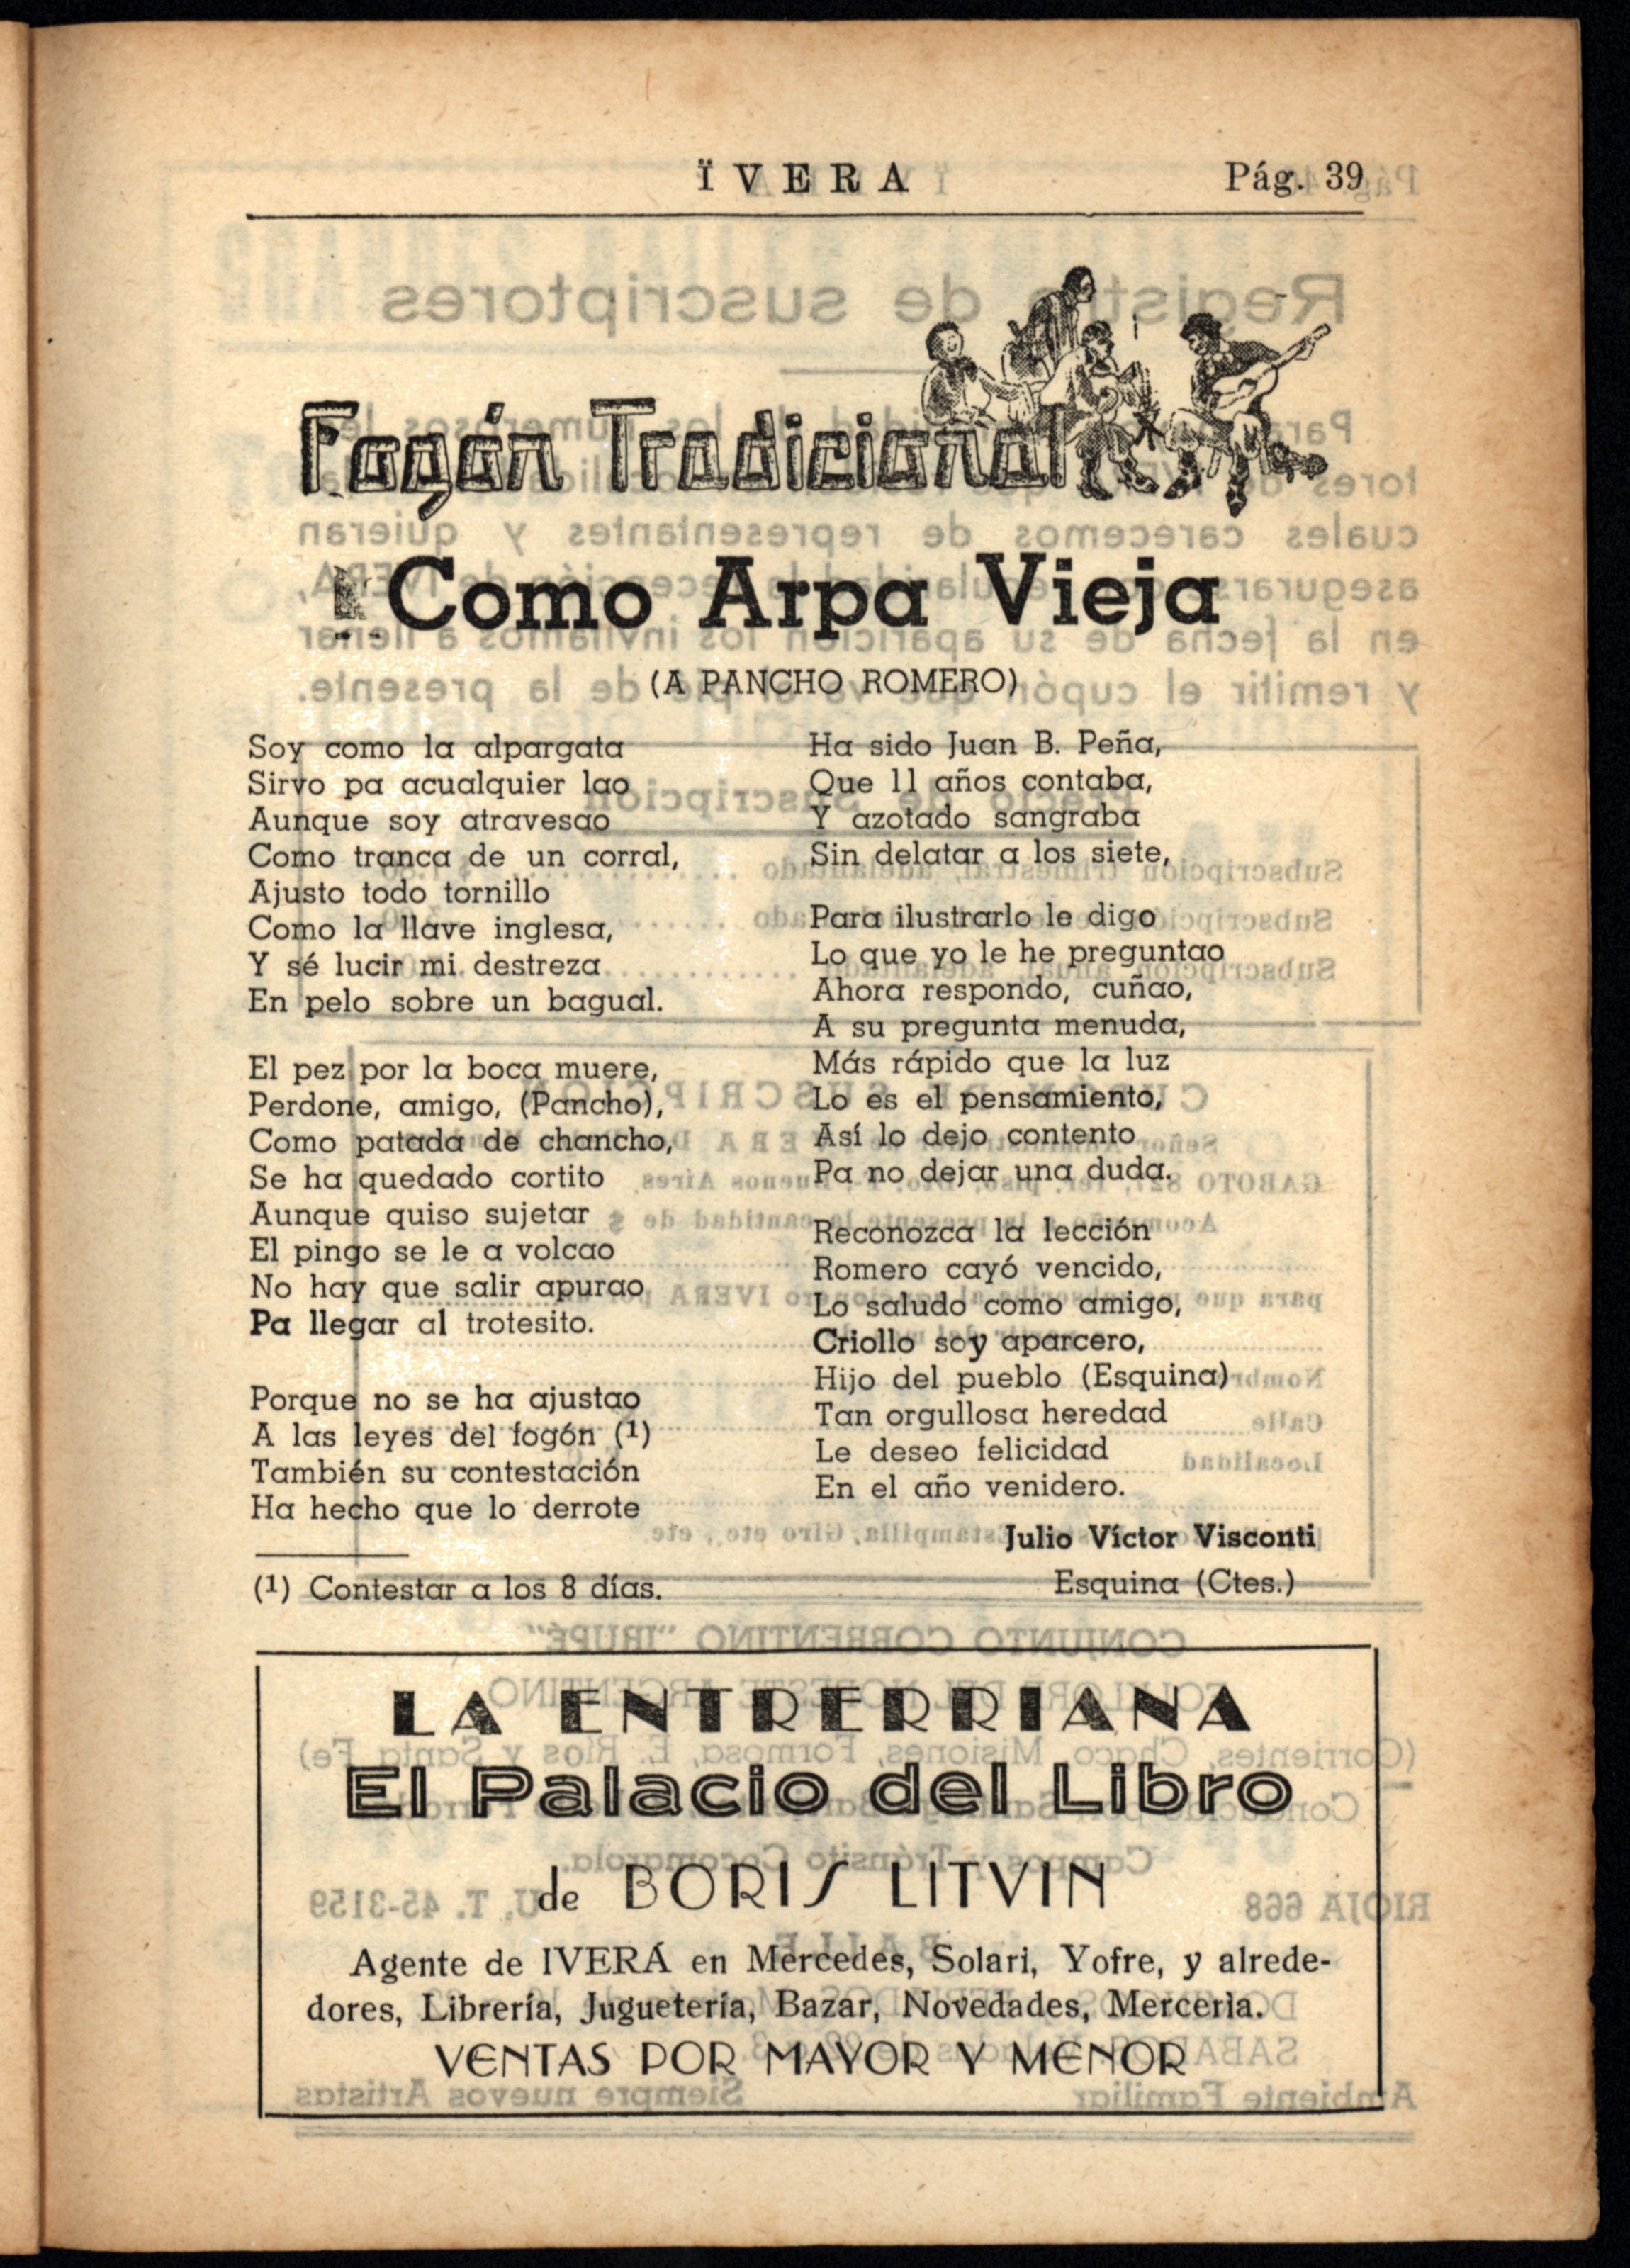 ÏVERA
Pág. 39
Fogón Tradicional
Como Arpa Vieja
(A PANCHO ROMERO)
Soy como la alpargata
Sirvo pa acualquier lao
Aunque soy atravesao
Como tranca de un corral,
Ajusto todo tornillo
Como la llave inglesa,
Y sé lucir mi destreza
En pelo sobre un bagual.
El pez por la boca muere,
Perdone, amigo, (Pancho),
Como patada de chancho,
Se ha quedado cortito
Aunque quiso sujetar
El pingo se le a volcao
No hay que salir apurao
Pa llegar al trotesito.
Porque no se ha ajustao
A las leyes del fogón (1)
También su contestación
Ha hecho que lo derrote
(1) Contestar a los 8 días.
Ha sido Juan B. Peña,
Que 11 años contaba,
Y azotado sangraba
Sin delatar a los siete,
Para ilustrarlo le digo
Lo que yo le he preguntao
Ahora respondo, cuñao,
A su pregunta menuda,
Más rápido que la luz
Lo es el pensamiento,
Así lo dejo contento
Pa no dejar una duda.
Reconozca la lección
Romero cayó vencido,
Lo saludo como amigo,
Criollo soy aparcero,
Hijo del pueblo (Esquina)
Tan orgullosa heredad
Le deseo felicidad
En el año venidero.
Julio Víctor Visconti
Esquina (Ctes.)
LA ENTRERRIANA
El Palacio del Libro
de BORIS LITVIN
Agente de IVERÁ en Mercedes, Solari, Yofre, y alrede-
dores, Librería, Juguetería, Bazar, Novedades, Mercería.
VENTAS POR MAYOR Y MENOR